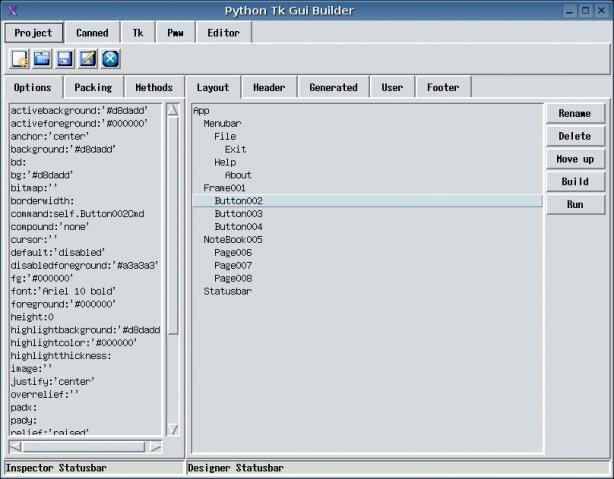 Python Tk Gui Builder
Project Canned Tk Pmw Editor
Options Packing Methods
activebackground:'#d8dadd'
activeforeground:'#000000'
anchor:'center'
background:'#d8dadd'
bd:
bg:'#d8dadd'
bitmap:''
borderwidth:
command:self.Button002Cmd
compound:'none'
cursor:''
default:'disabled'
disabledforeground:'#a3a3a3'
fg:'#000000'
font:'Ariel 10 bold'
foreground:'#000000'
height:0
highlightbackground:'#d8dadd
highlightcolor:'#000000'
highlightthickness:
image:''
justify:'center'
overrelief:''
padx:
pady:
relief:'raised'
Inspector Statusbar
Layout Header Generated User Footer
App
Menubar
File
Exit
Help
About
Frame001
Button002
Button003
Button004
NoteBook005
Page006
Page007
Page008
Statusbar
Designer Statusbar
Rename
Delete
Move up
Build
Run